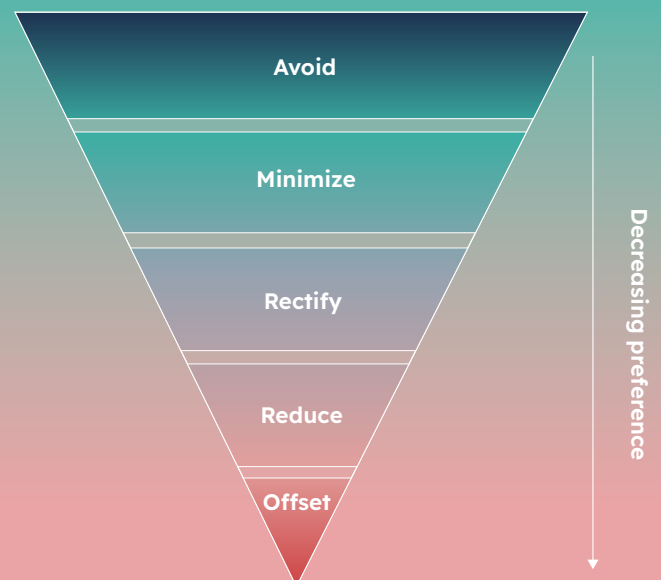 Avoid
Minimize
Rectify
Reduce
Offset
Decreasing preference